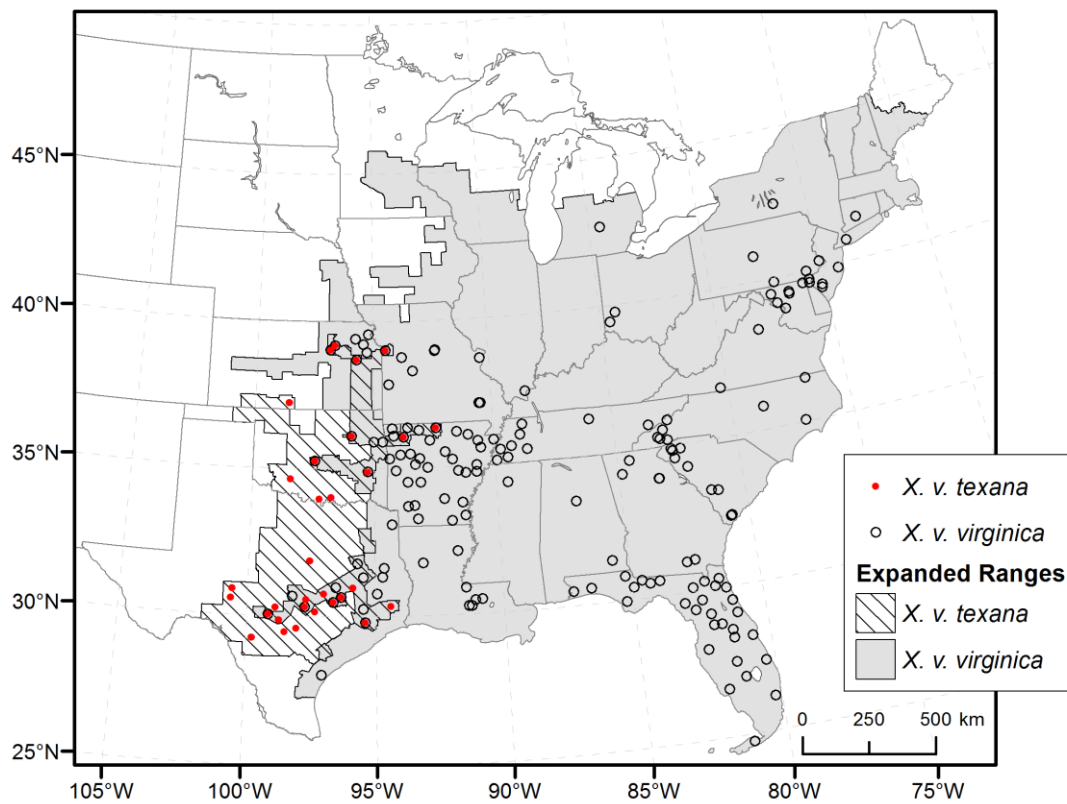 45°N
40°N
35°N
30°N
25°N
105°W
100°W
95°W
90°W
85°W
80°W
75°W
X. v. texana
X. v. virginica
Expanded Ranges
X. v. texana
X. v. virginica
0 250 500 km